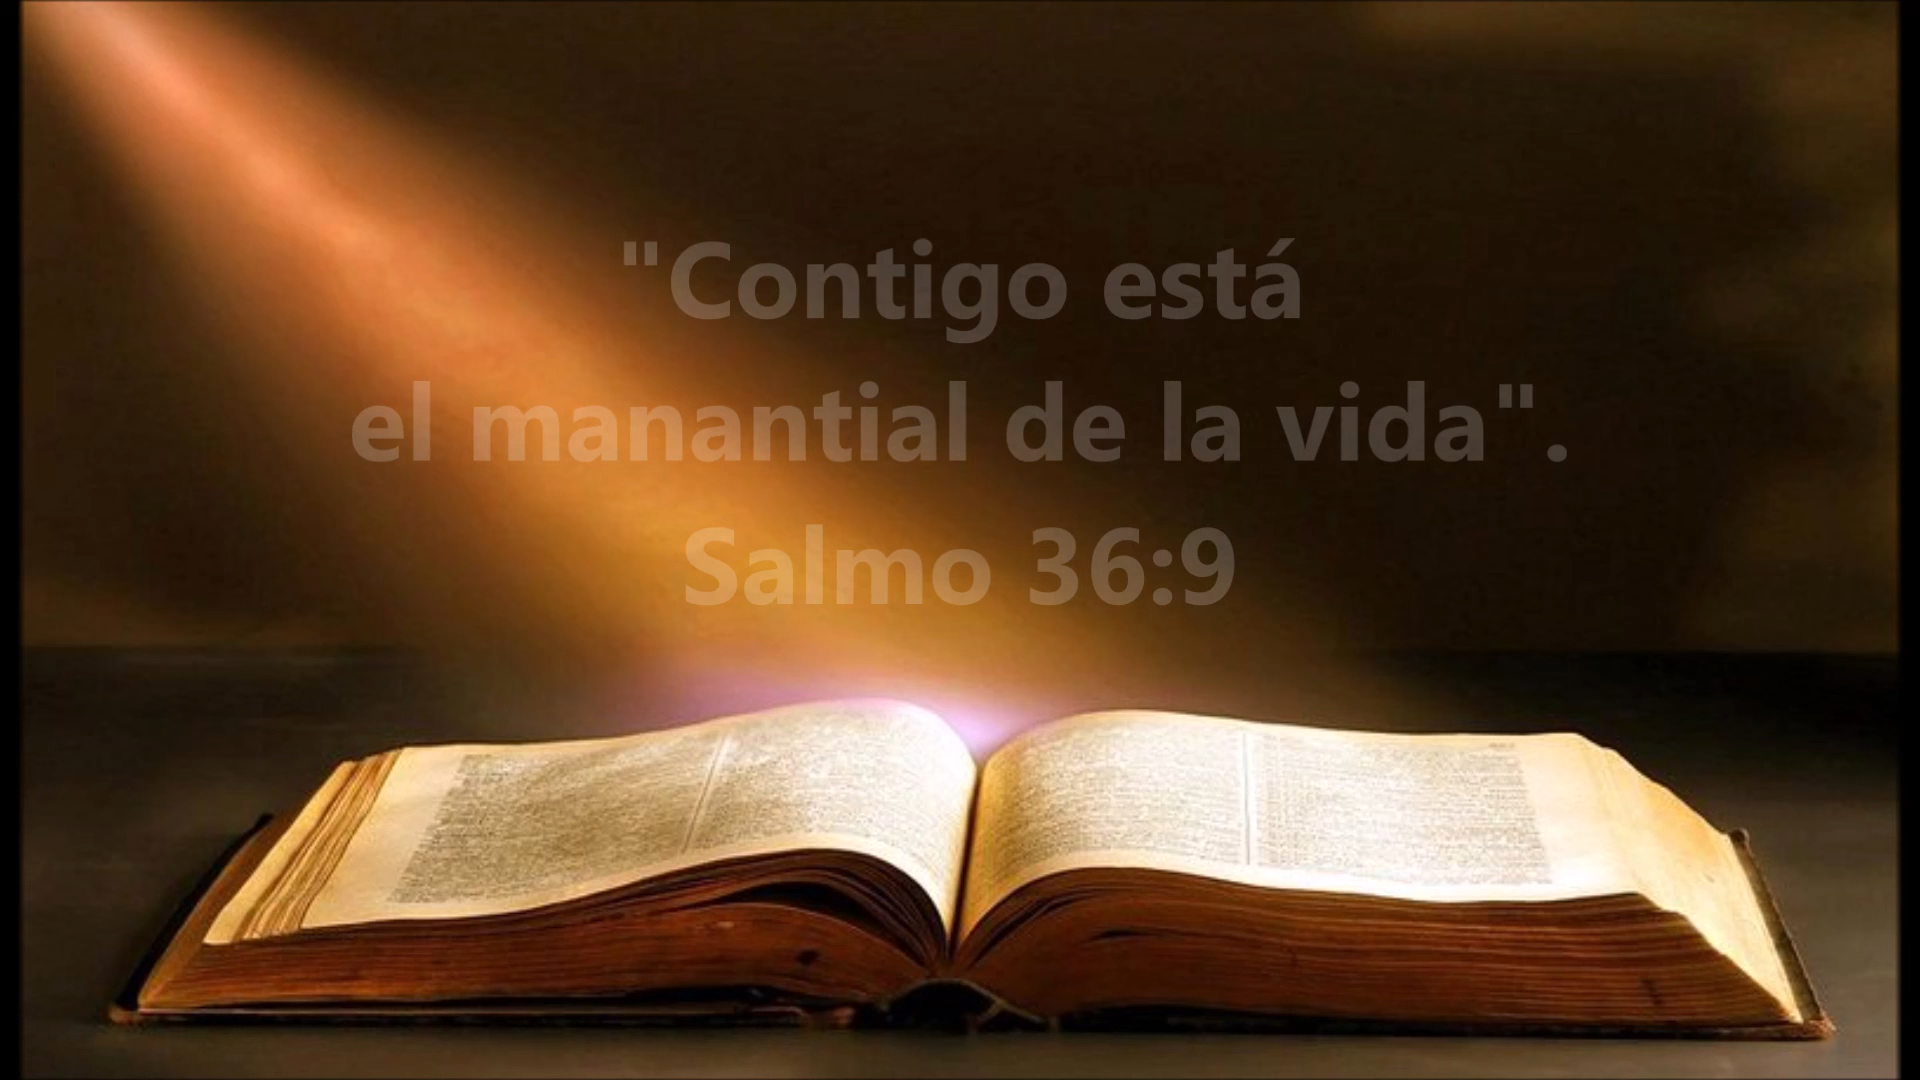 "Contigo está
el manantial de la vida".
Salmo 36:9